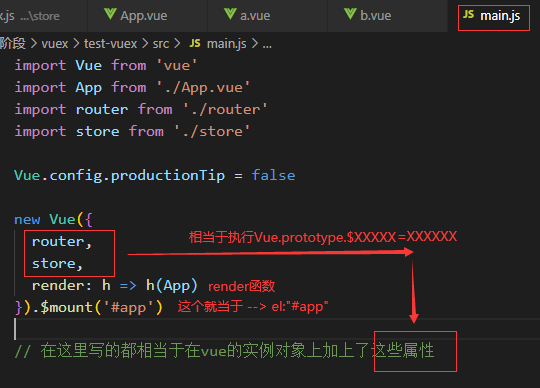 x.js ...\store App.vue a.vue b.vue JS main.js
阶段 > vuex > test-vuex > src > JS main.js > ...
import Vue from 'vue'
import App from './App.vue'
import router from './router'
import store from './store'
Vue.config.productionTip = false
new Vue({
相当于执行Vue.prototype.$XXXXX=XXXXXX
router,
store,
render: h => h(App) render函数
}).$mount('#app') 这个就当于 --> el:"#app"
// 在这里写的都相当于在vue的实例对象上加上了这些属性